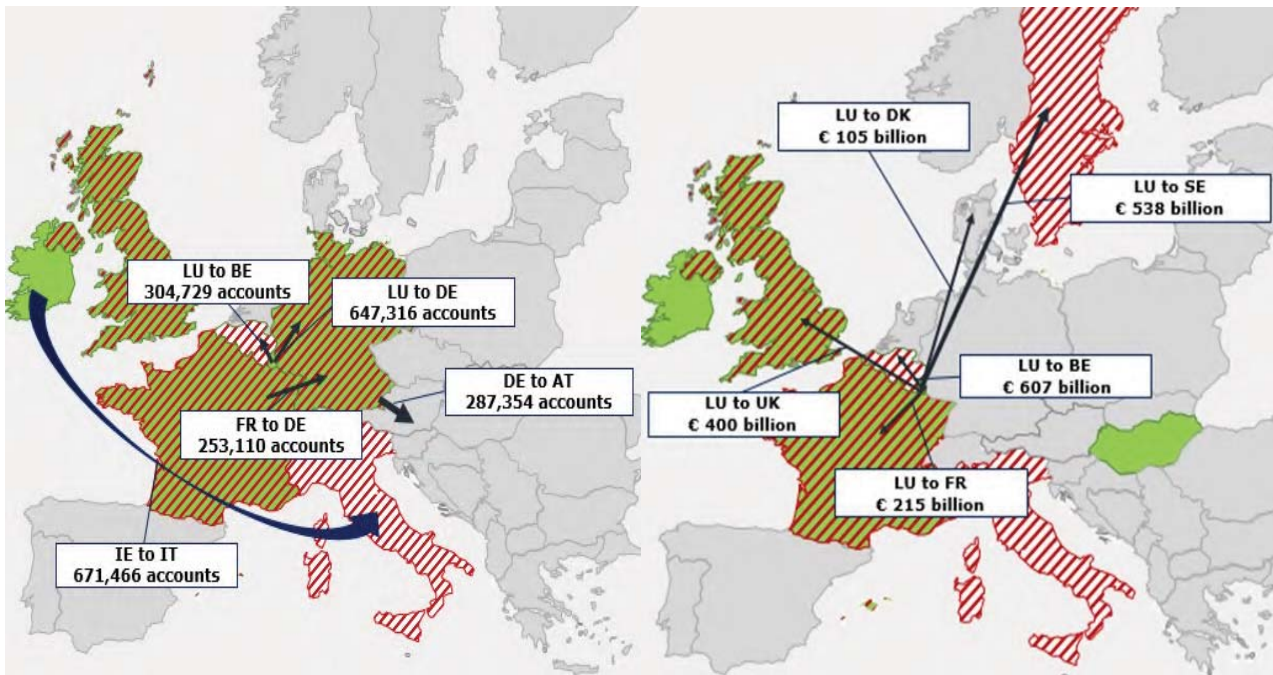 LU to BE
304,729 accounts
LU to DE
647,316 accounts
DE to AT
287,354 accounts
FR to DE
253,110 accounts
IE to IT
671,466 accounts
LU to DK
€ 105 billion
LU to SE
€ 538 billion
LU to BE
€ 607 billion
LU to UK
€ 400 billion
LU to FR
€ 215 billion